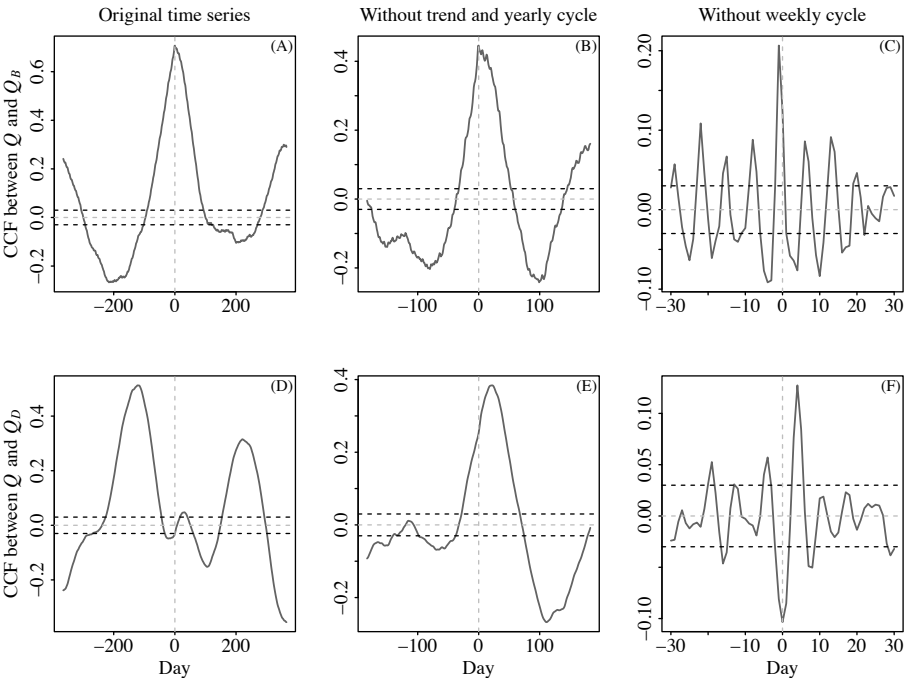 Original time series
Without trend and yearly cycle
Without weekly cycle
CCF between Q and Q_B
(A)
0.6
0.4
0.2
0.0
−0.2
−200 0 200
(B)
0.4
0.2
0.0
−0.2
−100 0 100
(C)
0.20
0.10
0.00
−0.10
−30 −10 0 10 20 30
CCF between Q and Q_D
(D)
0.4
0.2
0.0
−0.2
−200 0 200
Day
(E)
0.4
0.2
0.0
−0.2
−100 0 100
Day
(F)
0.10
0.05
0.00
−0.10
−30 −10 0 10 20 30
Day